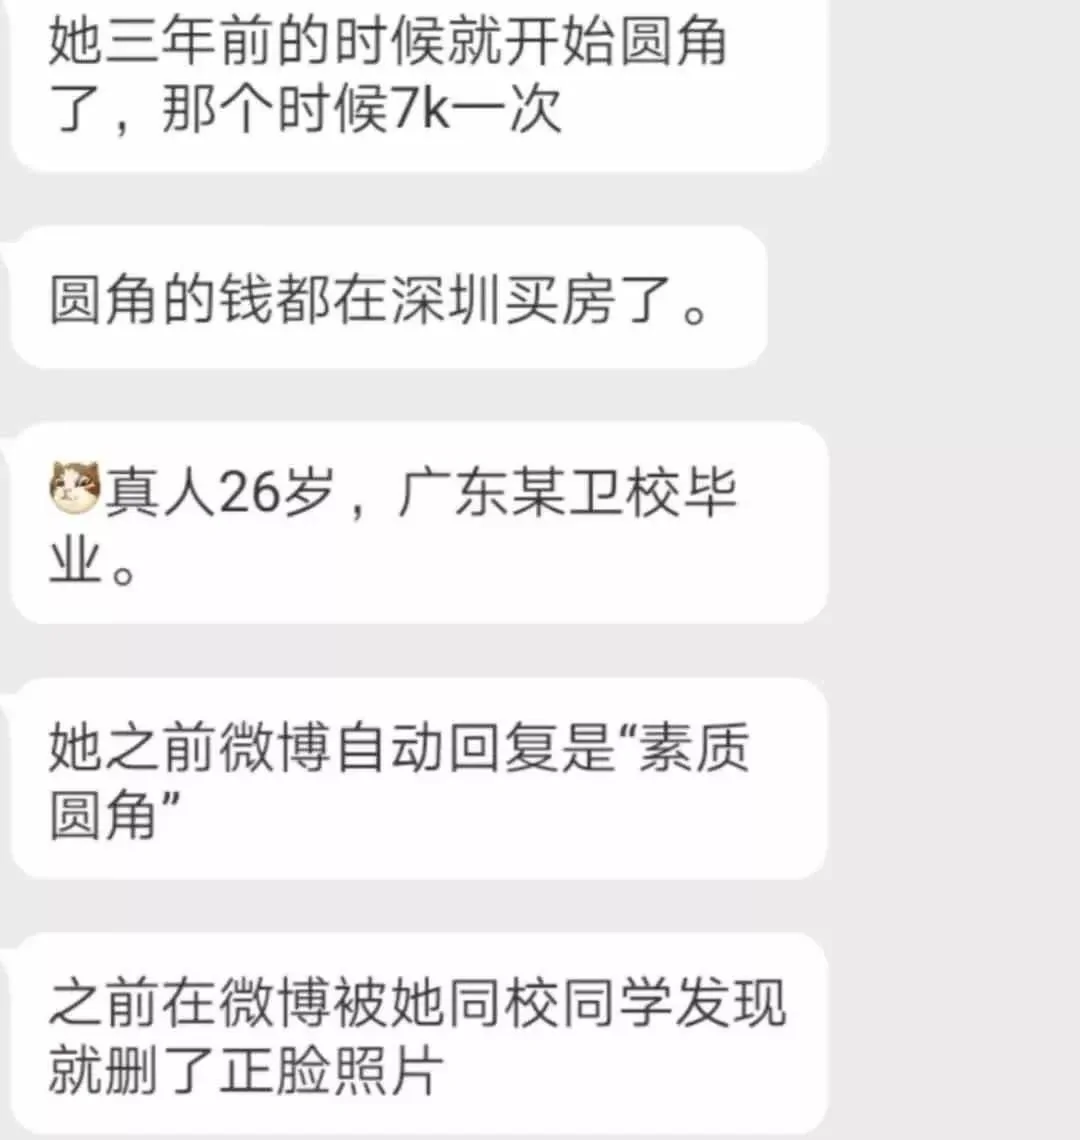 她三年前的时候就开始圆角
了，那个时候7k一次
圆角的钱都在深圳买房了。
真人26岁，广东某卫校毕
业。
她之前微博自动回复是“素质
圆角”
之前在微博被她同校同学发现
就删了正脸照片